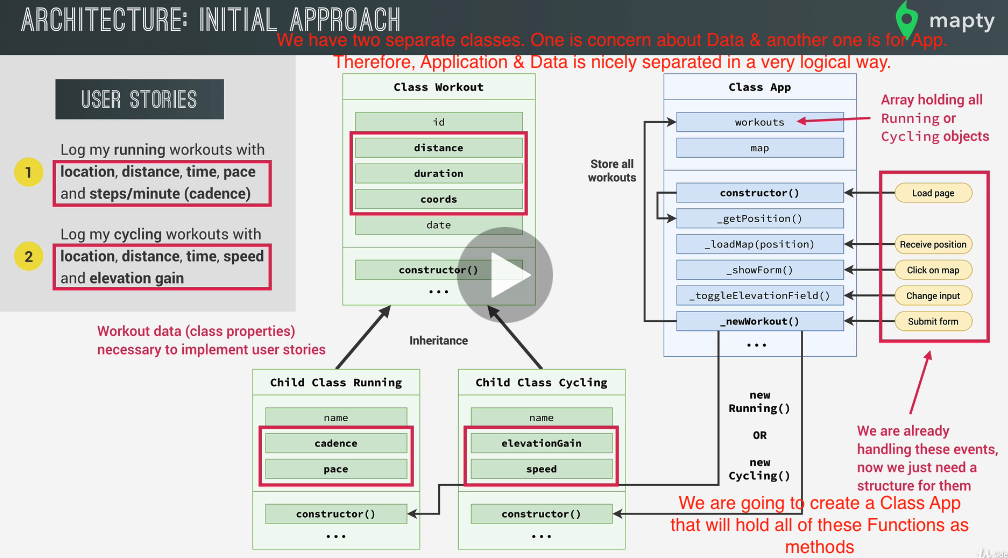 ARCHITECTURE: INITIAL APPROACH
mapty
We have two separate classes. One is concern about Data & another one is for App.
Therefore, Application & Data is nicely separated in a very logical way.
USER STORIES
1
Log my running workouts with
location, distance, time, pace
and steps/minute (cadence)
2
Log my cycling workouts with
location, distance, time, speed
and elevation gain
Workout data (class properties)
necessary to implement user stories
Class Workout
id
distance
duration
coords
date
constructor()
...
Inheritance
Child Class Running
name
cadence
pace
constructor()
...
Child Class Cycling
name
elevationGain
speed
constructor()
...
Class App
workouts
map
constructor()
_getPosition()
_loadMap(position)
_showForm()
_toggleElevationField()
_newWorkout()
...
Store all
workouts
Array holding all
Running or
Cycling objects
Load page
Receive position
Click on map
Change input
Submit form
new
Running()
OR
new
Cycling()
We are already
handling these events,
now we just need a
structure for them
We are going to create a Class App
that will hold all of these Functions as
methods